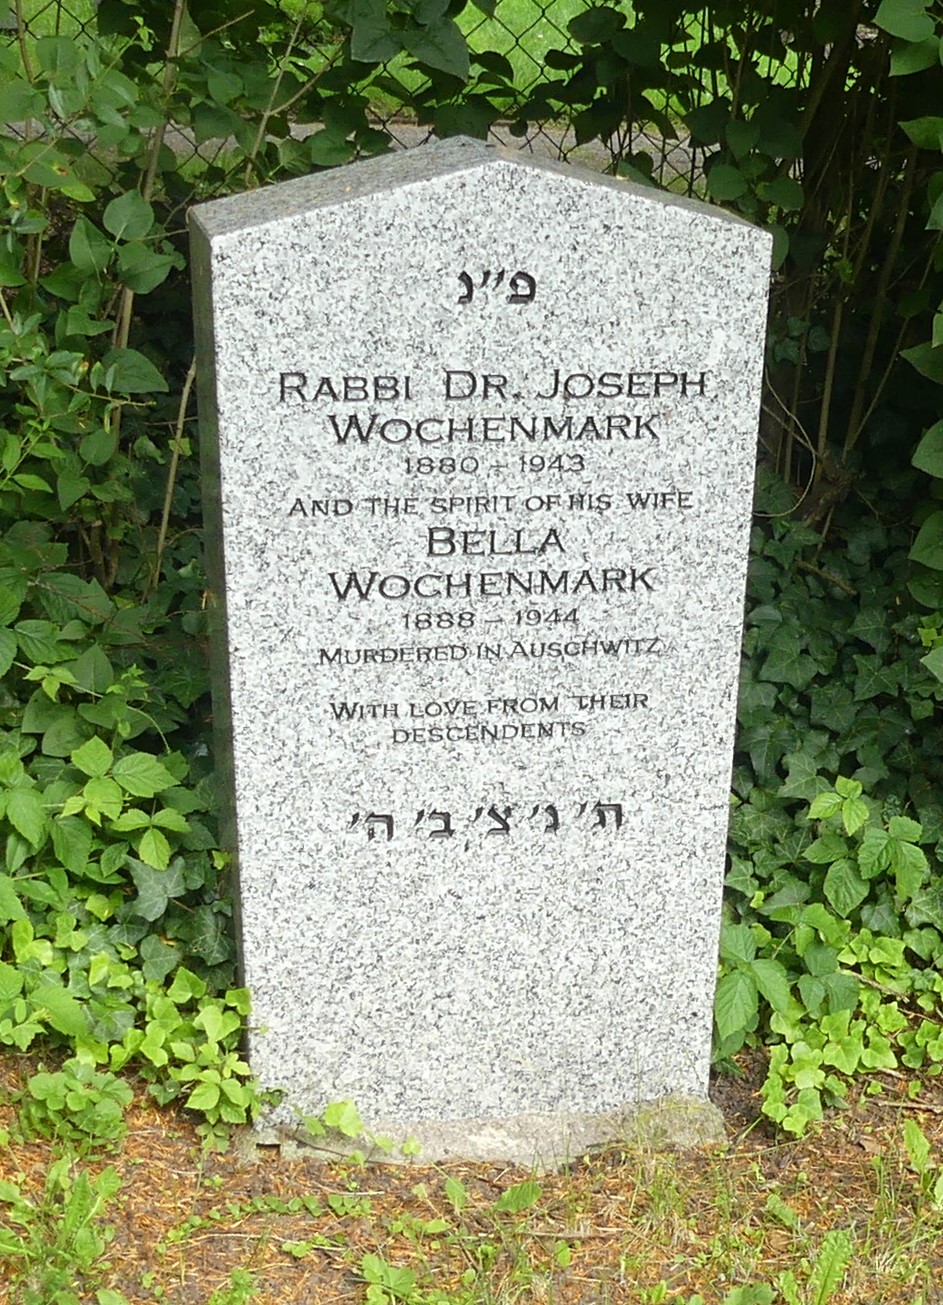 פ״נ
RABBI DR. JOSEPH
WOCHENMARK
1880 – 1943
AND THE SPIRIT OF HIS WIFE
BELLA
WOCHENMARK
1888 – 1944
MURDERED IN AUSCHWITZ
WITH LOVE FROM THEIR
DESCENDENTS
ת׳ נ׳ צ׳ ב׳ ה׳